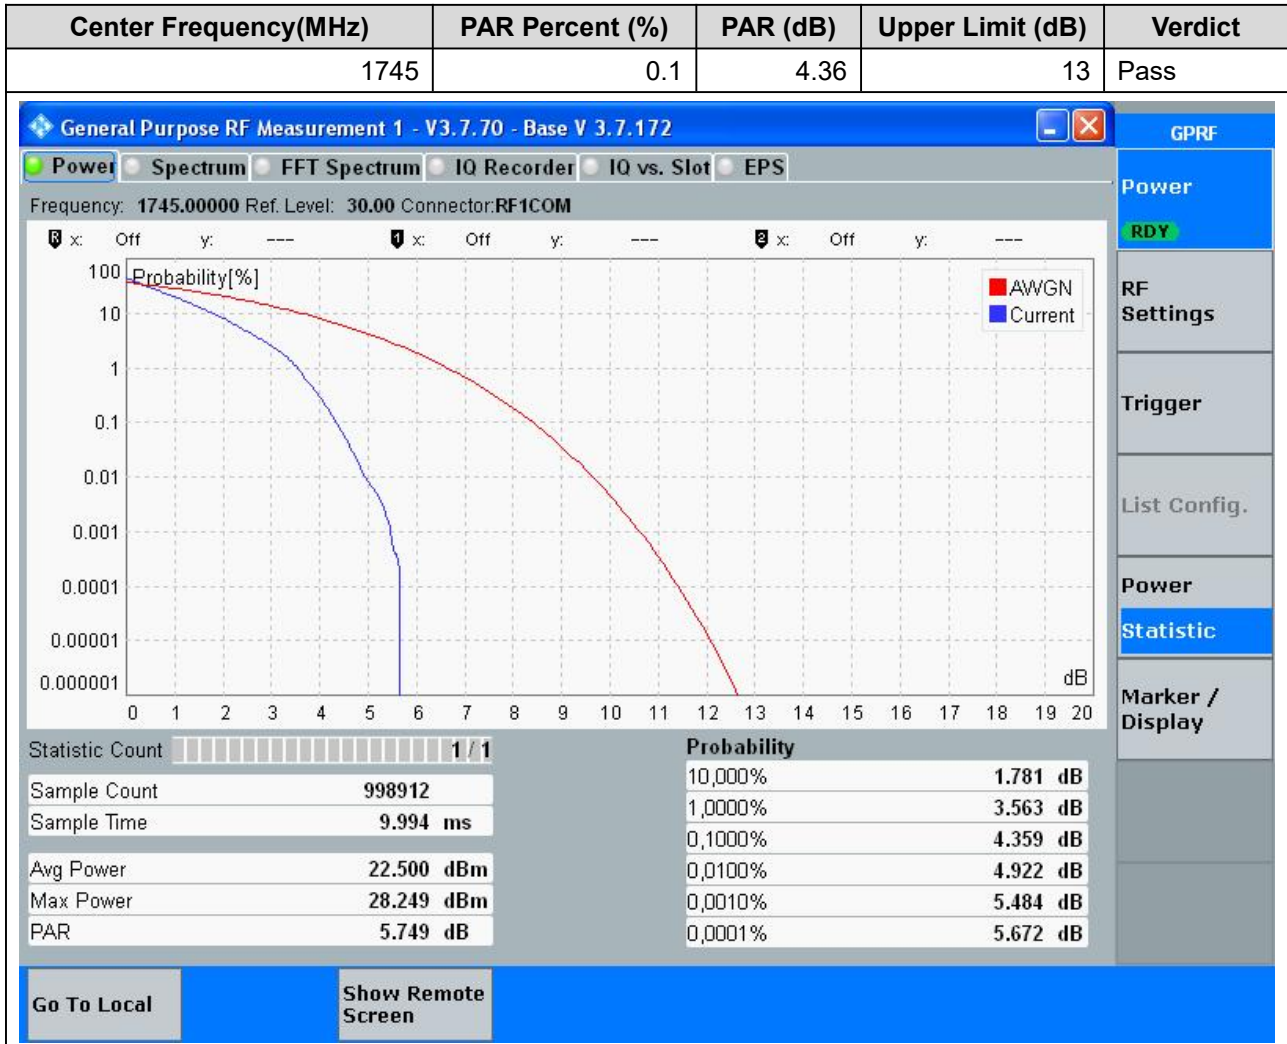 Center Frequency(MHz) PAR Percent (%) PAR (dB) Upper Limit (dB) Verdict
1745 0.1 4.36 13 Pass
General Purpose RF Measurement 1 - V3.7.70 - Base V 3.7.172
GPRF
Power Spectrum FFT Spectrum IQ Recorder IQ vs. Slot EPS
Power
RDY
Frequency: 1745.00000 Ref. Level: 30.00 Connector:RF1COM
R x: Off y: --- 1 x: Off y: --- 2 x: Off y: ---
Probability[%]
AWGN
Current
100
10
1
0.1
0.01
0.001
0.0001
0.00001
0.000001
dB
0 1 2 3 4 5 6 7 8 9 10 11 12 13 14 15 16 17 18 19 20
RF
Settings
Trigger
List Config.
Power
Statistic
Marker /
Display
Statistic Count 1 / 1
Sample Count 998912
Sample Time 9.994 ms
Avg Power 22.500 dBm
Max Power 28.249 dBm
PAR 5.749 dB
Probability
10,000% 1.781 dB
1,0000% 3.563 dB
0,1000% 4.359 dB
0,0100% 4.922 dB
0,0010% 5.484 dB
0,0001% 5.672 dB
Go To Local
Show Remote
Screen